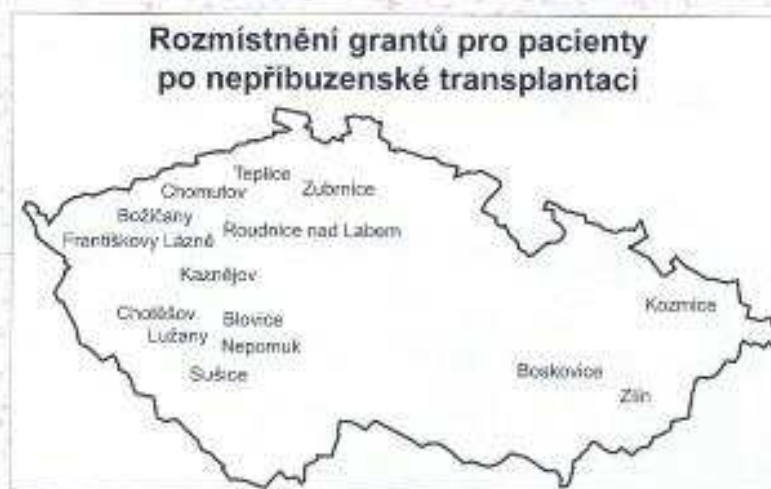 Rozmístnění grantů pro pacienty
po nepříbuzenské transplantaci
Teplice
Chomutov
Zubrnice
Božičany
Roudnice nad Labem
Františkovy Lázně
Kaznějov
Kozmice
Chotěšov
Blovice
Lužany
Nepomuk
Sušice
Boskovice
Zlín